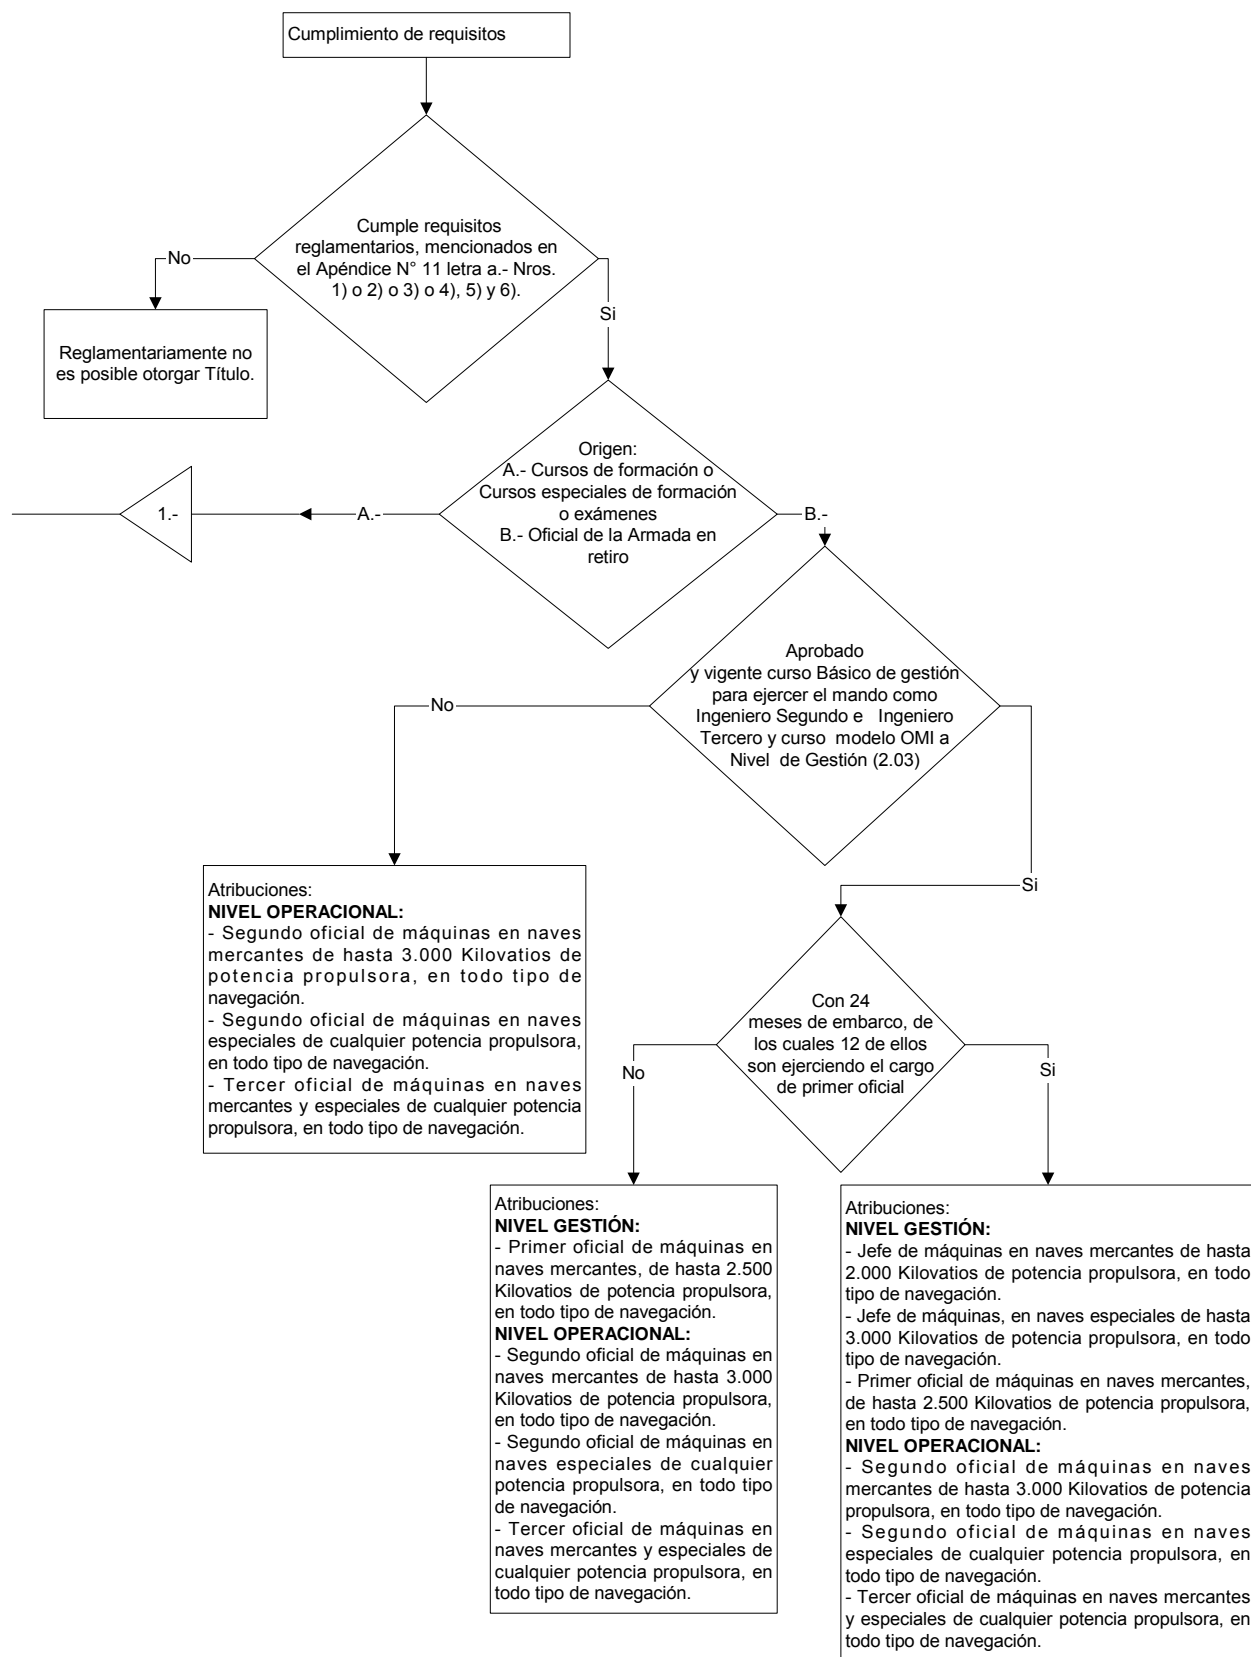 Cumplimiento de requisitos
Cumple requisitos
reglamentarios, mencionados en
el Apéndice N° 11 letra a.- Nros.
1) o 2) o 3) o 4), 5) y 6).
No
Si
Reglamentariamente no
es posible otorgar Título.
Origen:
A.- Cursos de formación o
Cursos especiales de formación
o exámenes
B.- Oficial de la Armada en
retiro
1.-
A.-
B.-
Aprobado
y vigente curso Básico de gestión
para ejercer el mando como
Ingeniero Segundo e Ingeniero
Tercero y curso modelo OMI a
Nivel de Gestión (2.03)
No
Si
Atribuciones:
NIVEL OPERACIONAL:
- Segundo oficial de máquinas en naves
mercantes de hasta 3.000 Kilovatios de
potencia propulsora, en todo tipo de
navegación.
- Segundo oficial de máquinas en naves
especiales de cualquier potencia propulsora,
en todo tipo de navegación.
- Tercer oficial de máquinas en naves
mercantes y especiales de cualquier potencia
propulsora, en todo tipo de navegación.
Con 24
meses de embarco, de
los cuales 12 de ellos
son ejerciendo el cargo
de primer oficial
No
Si
Atribuciones:
NIVEL GESTIÓN:
- Primer oficial de máquinas en
naves mercantes, de hasta 2.500
Kilovatios de potencia propulsora,
en todo tipo de navegación.
NIVEL OPERACIONAL:
- Segundo oficial de máquinas en
naves mercantes de hasta 3.000
Kilovatios de potencia propulsora,
en todo tipo de navegación.
- Segundo oficial de máquinas en
naves especiales de cualquier
potencia propulsora, en todo tipo
de navegación.
- Tercer oficial de máquinas en
naves mercantes y especiales de
cualquier potencia propulsora, en
todo tipo de navegación.
Atribuciones:
NIVEL GESTIÓN:
- Jefe de máquinas en naves mercantes de hasta
2.000 Kilovatios de potencia propulsora, en todo
tipo de navegación.
- Jefe de máquinas, en naves especiales de hasta
3.000 Kilovatios de potencia propulsora, en todo
tipo de navegación.
- Primer oficial de máquinas en naves mercantes,
de hasta 2.500 Kilovatios de potencia propulsora,
en todo tipo de navegación.
NIVEL OPERACIONAL:
- Segundo oficial de máquinas en naves
mercantes de hasta 3.000 Kilovatios de potencia
propulsora, en todo tipo de navegación.
- Segundo oficial de máquinas en naves
especiales de cualquier potencia propulsora, en
todo tipo de navegación.
- Tercer oficial de máquinas en naves mercantes
y especiales de cualquier potencia propulsora, en
todo tipo de navegación.